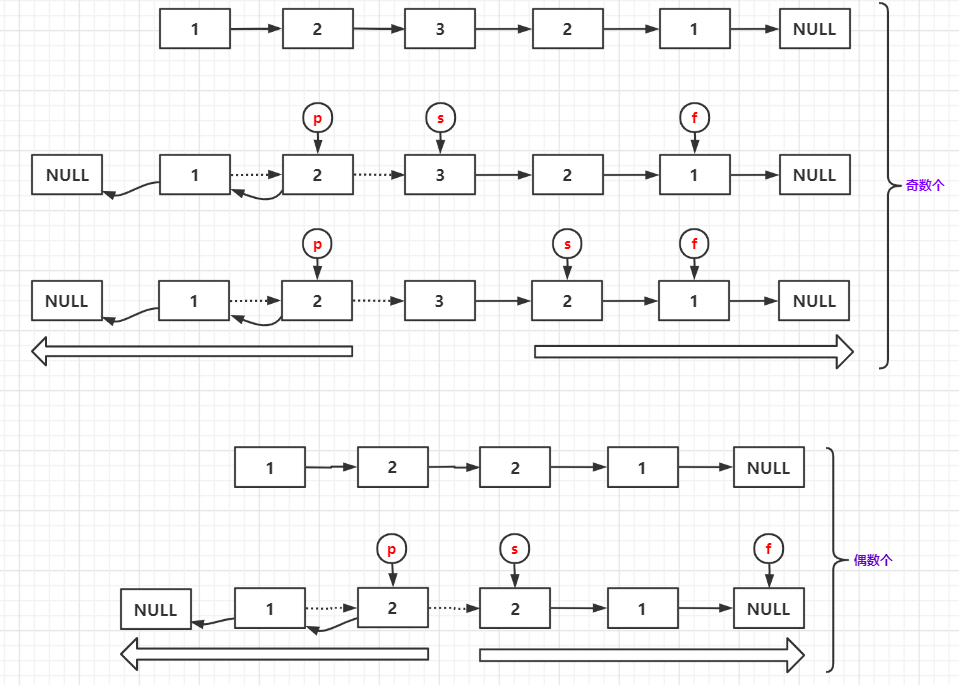 1 2 3 2 1 NULL
p s f
NULL 1 2 3 2 1 NULL
奇数个
p s f
NULL 1 2 3 2 1 NULL
1 2 2 1 NULL
p s f
偶数个
NULL 1 2 2 1 NULL